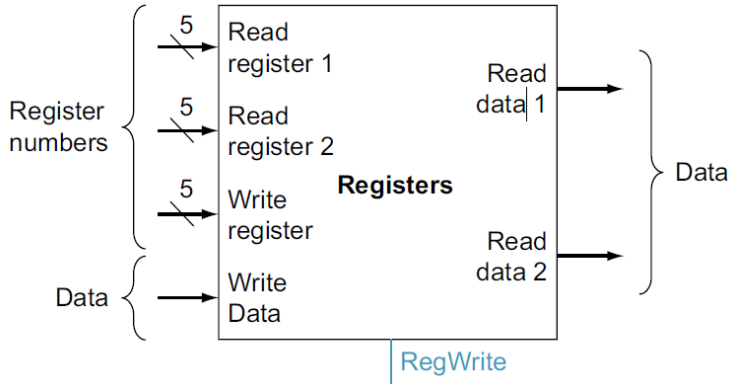 Register
numbers
Data
5
Read
register 1
5
Read
register 2
5
Write
register
Write
Data
Registers
Read
data 1
Read
data 2
Data
RegWrite